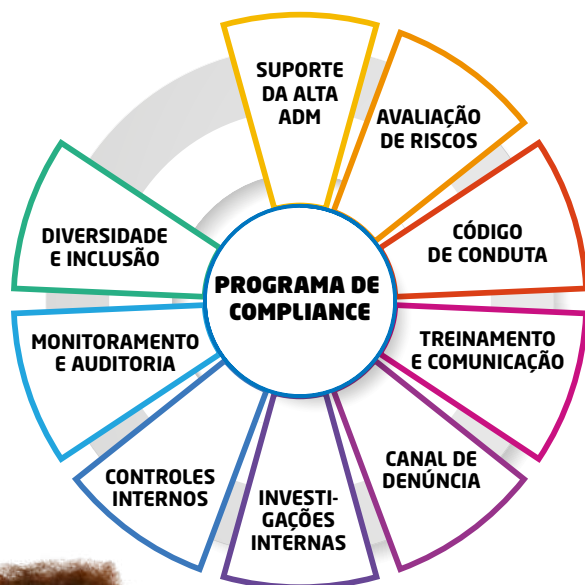 SUPORTE
DA ALTA
ADM
AVALIAÇÃO
DE RISCOS
CÓDIGO
DE CONDUTA
TREINAMENTO
E COMUNICAÇÃO
CANAL DE
DENÚNCIA
INVESTI-
GAÇÕES
INTERNAS
CONTROLES
INTERNOS
MONITORAMENTO
E AUDITORIA
DIVERSIDADE
E INCLUSÃO
PROGRAMA DE
COMPLIANCE